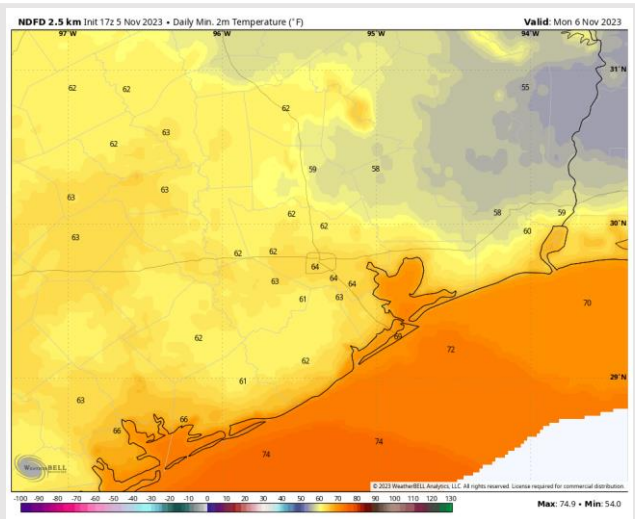 NDFD 2.5 km Init 17z 5 Nov 2023 • Daily Min. 2m Temperature (°F)
Valid: Mon 6 Nov 2023
97°W 96°W 95°W 94°W
31°N
62 62 55
62
63
62
59 58
63
63
62 58 59
62 60
63
62 62
64
63 64 64
61 63
70
69
62 72
62
29°N
61
63
66
66
74
74
30°N
WeatherBELL
© 2023 WeatherBELL Analytics, LLC. All rights reserved. License required for commercial distribution.
-100 -90 -80 -70 -60 -50 -40 -30 -20 -10 0 10 20 30 40 50 60 70 80 90 100 110 120 130
Max: 74.9 • Min: 54.0